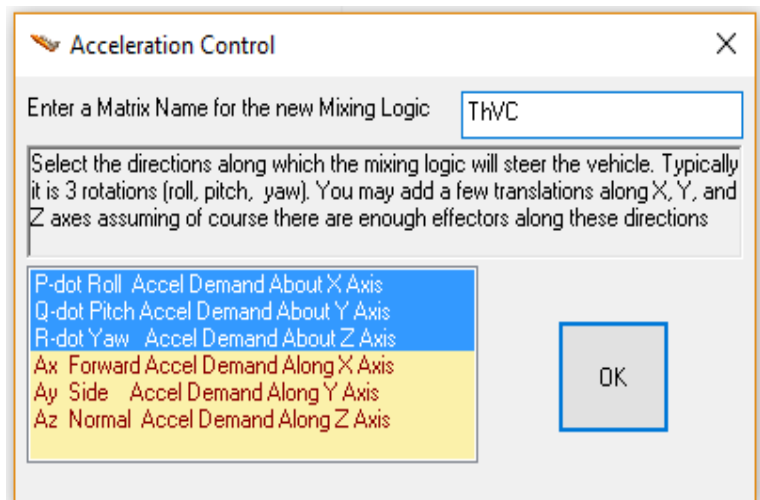 Acceleration Control
Enter a Matrix Name for the new Mixing Logic ThVC
Select the directions along which the mixing logic will steer the vehicle. Typically
it is 3 rotations (roll, pitch, yaw). You may add a few translations along X, Y, and
Z axes assuming of course there are enough effectors along these directions
P-dot Roll Accel Demand About X Axis
Q-dot Pitch Accel Demand About Y Axis
R-dot Yaw Accel Demand About Z Axis
Ax Forward Accel Demand Along X Axis
Ay Side Accel Demand Along Y Axis
Az Normal Accel Demand Along Z Axis
OK